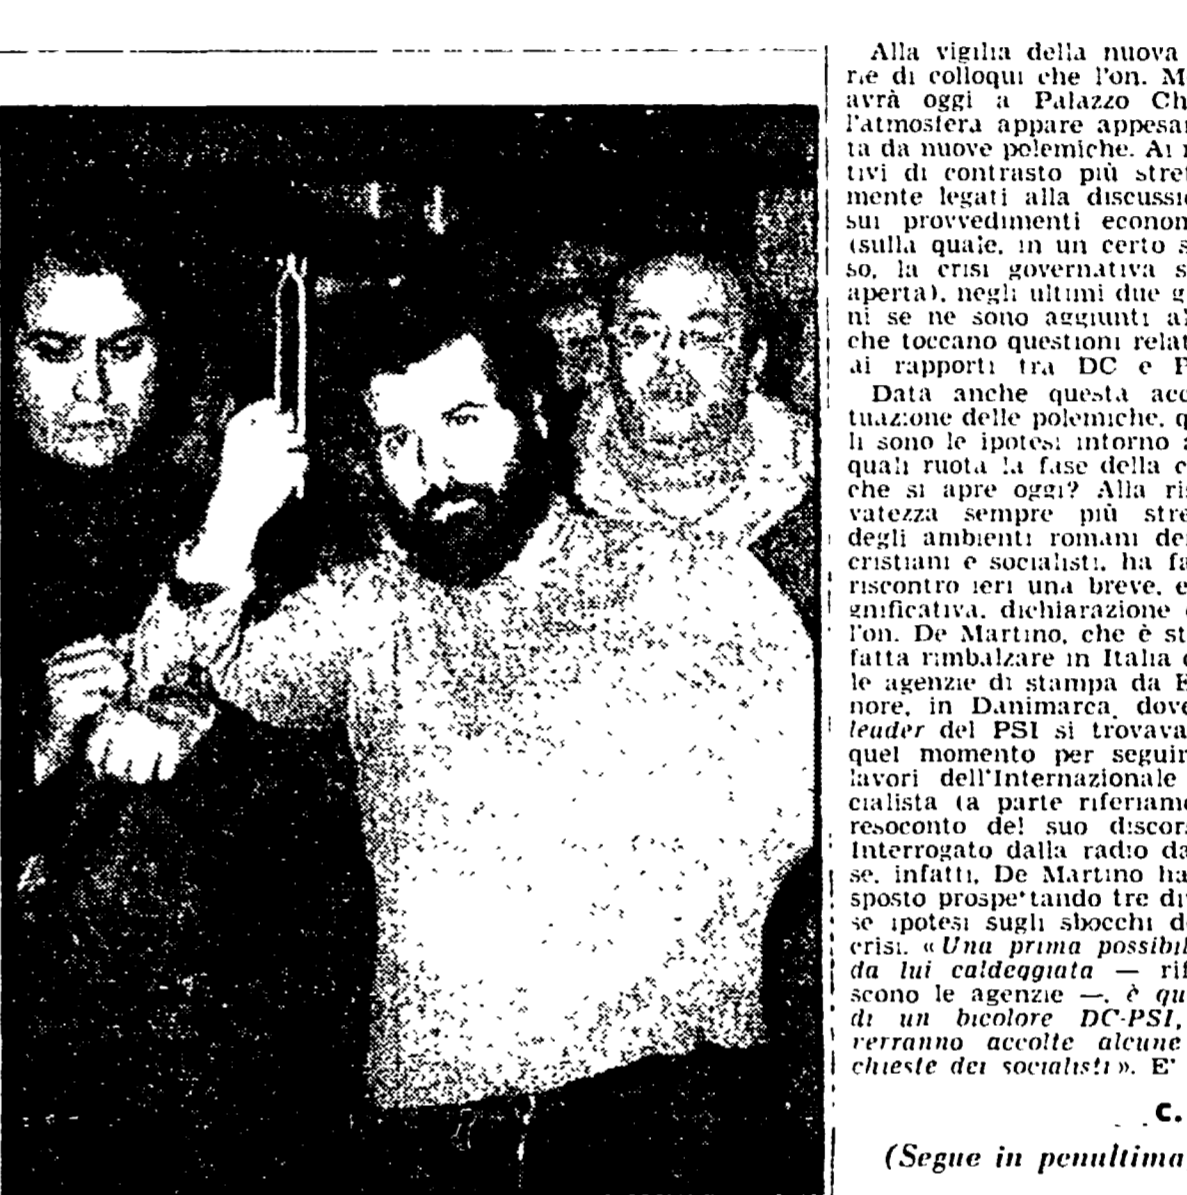 Alla vigilia della nuova
rie di colloqui che l'on. M
avrà oggi a Palazzo Ch
l'atmosfera appare appesan
ta da nuove polemiche. Ai m
tivi di contrasto più stret
mente legati alla discussio
sui provvedimenti econom
(sulla quale, in un certo s
so, la crisi governativa s
aperta), negli ultimi due g
ni se ne sono aggiunti al
che toccano questioni relat
ai rapporti tra DC e P
Data anche questa acc
tuazione delle polemiche, q
li sono le ipotesi intorno a
quali ruota la fase della c
che si apre oggi? Alla ris
vatezza sempre più stre
degli ambienti romani de
cristiani e socialisti, ha fa
riscontro ieri una breve, e
gnificativa, dichiarazione
l'on. De Martino, che è st
fatta rimbalzare in Italia d
le agenzie di stampa da E
nore, in Danimarca, dove
leader del PSI si trovava
quel momento per seguir
lavori dell'Internazionale
cialista (a parte riferiamo
resoconto del suo discors
Interrogato dalla radio da
se, infatti, De Martino ha
sposto prospettando tre di
se ipotesi sugli sbocchi d
crisi. «Una prima possibil
da lui caldeggiata — rif
scono le agenzie —, è qu
di un bicolore DC-PSI,
verranno accolte alcune
chieste dei socialisti». E'
c.
(Segue in penultima